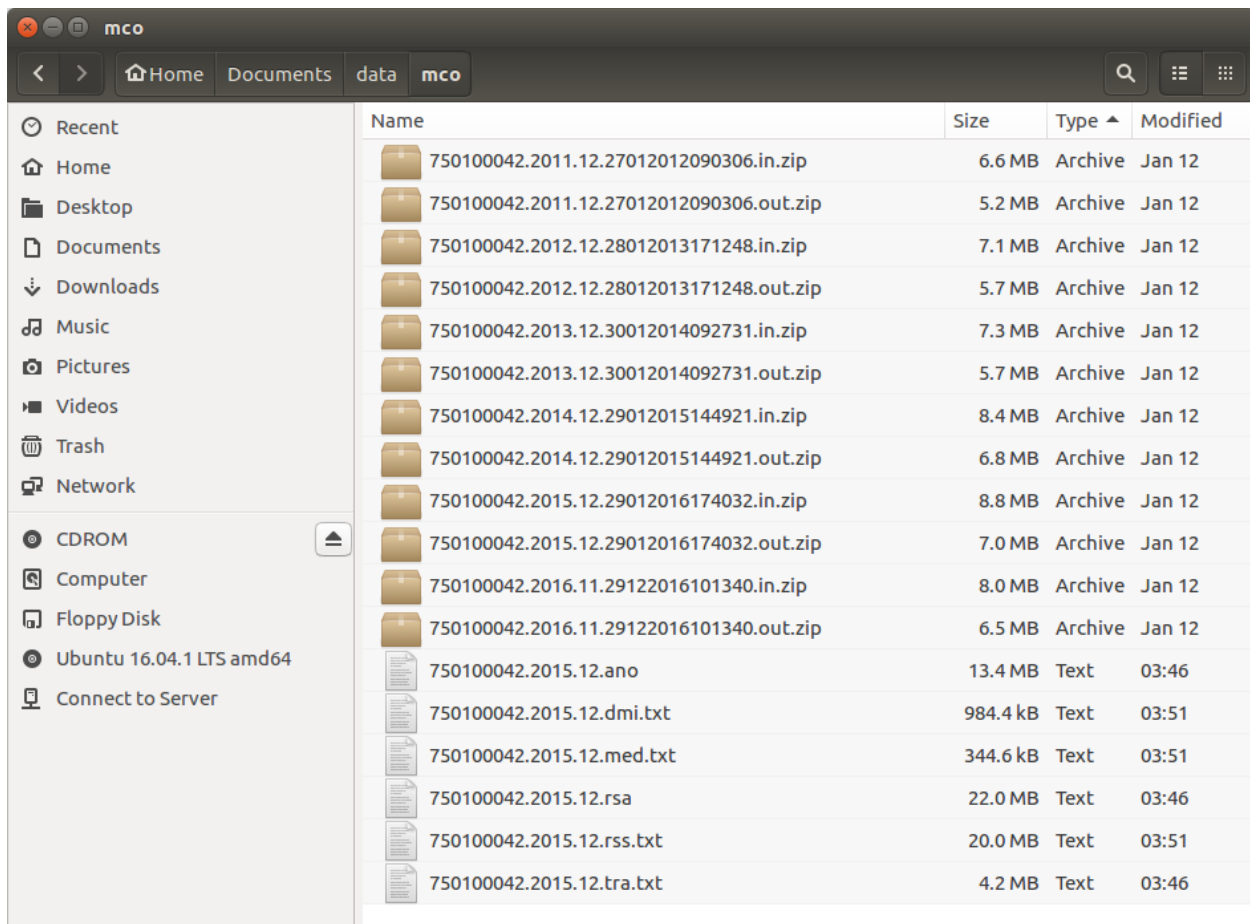 mco
Home Documents data mco
Name Size Type Modified
Recent
Home
Desktop
Documents
Downloads
Music
Pictures
Videos
Trash
Network
CDROM
Computer
Floppy Disk
Ubuntu 16.04.1 LTS amd64
Connect to Server
750100042.2011.12.27012012090306.in.zip 6.6 MB Archive Jan 12
750100042.2011.12.27012012090306.out.zip 5.2 MB Archive Jan 12
750100042.2012.12.28012013171248.in.zip 7.1 MB Archive Jan 12
750100042.2012.12.28012013171248.out.zip 5.7 MB Archive Jan 12
750100042.2013.12.30012014092731.in.zip 7.3 MB Archive Jan 12
750100042.2013.12.30012014092731.out.zip 5.7 MB Archive Jan 12
750100042.2014.12.29012015144921.in.zip 8.4 MB Archive Jan 12
750100042.2014.12.29012015144921.out.zip 6.8 MB Archive Jan 12
750100042.2015.12.29012016174032.in.zip 8.8 MB Archive Jan 12
750100042.2015.12.29012016174032.out.zip 7.0 MB Archive Jan 12
750100042.2016.11.29122016101340.in.zip 8.0 MB Archive Jan 12
750100042.2016.11.29122016101340.out.zip 6.5 MB Archive Jan 12
750100042.2015.12.ano 13.4 MB Text 03:46
750100042.2015.12.dmi.txt 984.4 kB Text 03:51
750100042.2015.12.med.txt 344.6 kB Text 03:51
750100042.2015.12.rsa 22.0 MB Text 03:46
750100042.2015.12.rss.txt 20.0 MB Text 03:51
750100042.2015.12.tra.txt 4.2 MB Text 03:46